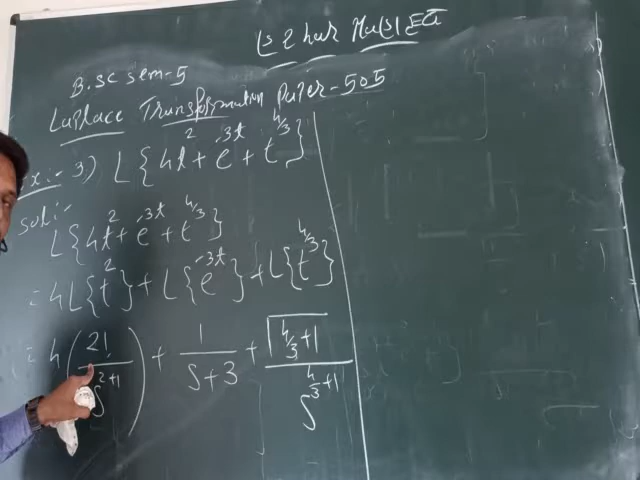 B.SC Sem-5
Laplace Transformation Paper-505
Ex:- 3) L{4t² + e⁻³ᵗ + t^{4/3}}
Sol:-
L{4t² + e⁻³ᵗ + t^{4/3}}
= 4L{t²} + L{e⁻³ᵗ} + L{t^{4/3}}
= 4(2!/s^{2+1}) + 1/(s+3) + Γ(4/3+1)/s^{4/3+1}